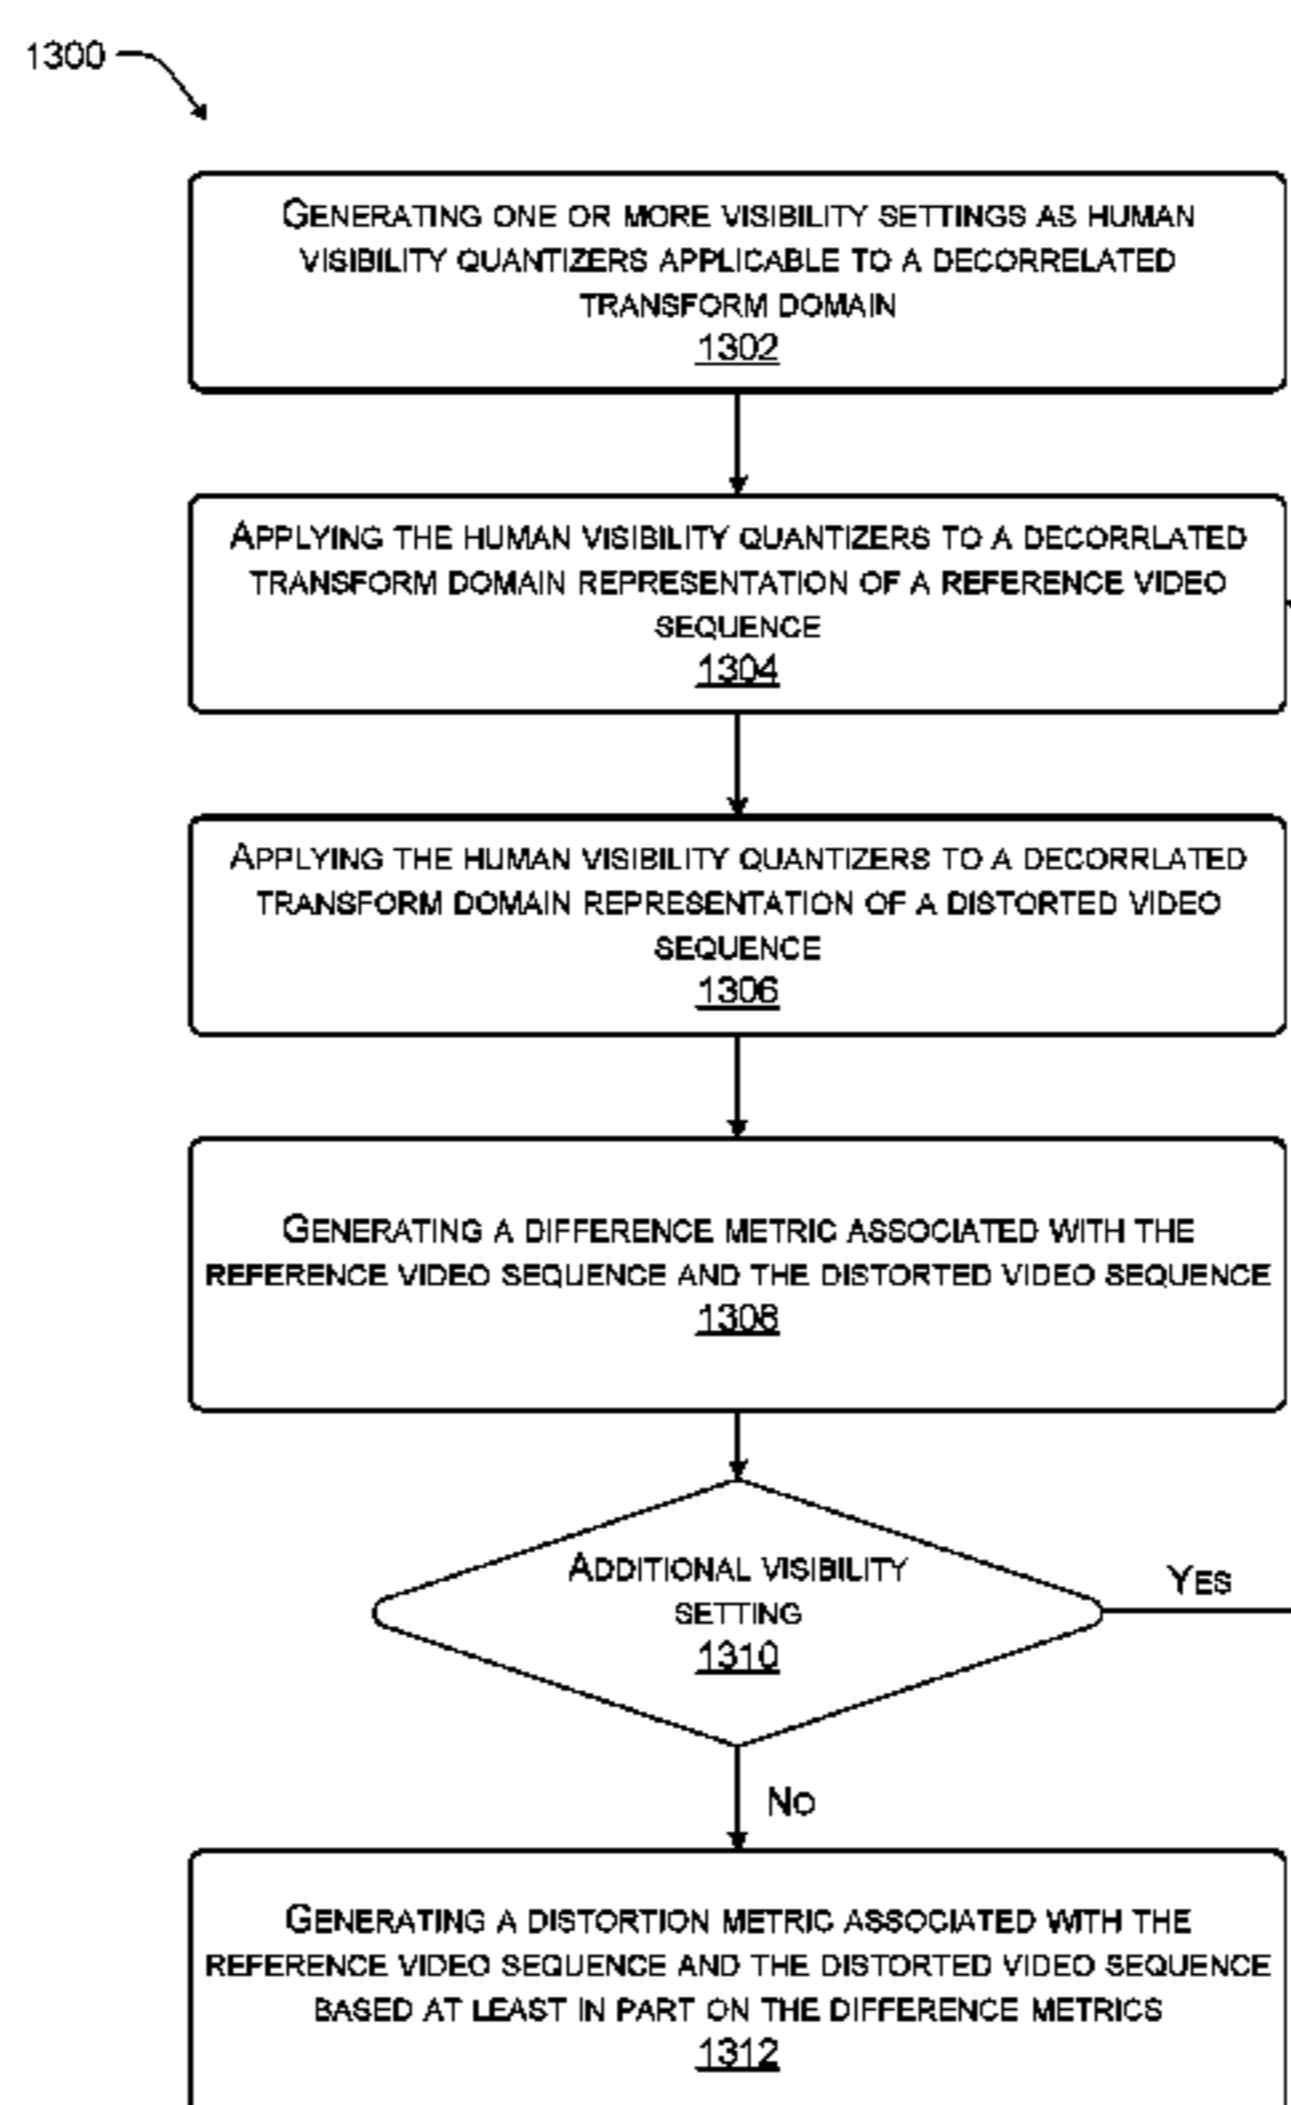 1300
GENERATING ONE OR MORE VISIBILITY SETTINGS AS HUMAN
VISIBILITY QUANTIZERS APPLICABLE TO A DECORRELATED
TRANSFORM DOMAIN
1302
APPLYING THE HUMAN VISIBILITY QUANTIZERS TO A DECORRLATED
TRANSFORM DOMAIN REPRESENTATION OF A REFERENCE VIDEO
SEQUENCE
1304
APPLYING THE HUMAN VISIBILITY QUANTIZERS TO A DECORRLATED
TRANSFORM DOMAIN REPRESENTATION OF A DISTORTED VIDEO
SEQUENCE
1306
GENERATING A DIFFERENCE METRIC ASSOCIATED WITH THE
REFERENCE VIDEO SEQUENCE AND THE DISTORTED VIDEO SEQUENCE
1308
ADDITIONAL VISIBILITY
SETTING
1310
YES
NO
GENERATING A DISTORTION METRIC ASSOCIATED WITH THE
REFERENCE VIDEO SEQUENCE AND THE DISTORTED VIDEO SEQUENCE
BASED AT LEAST IN PART ON THE DIFFERENCE METRICS
1312